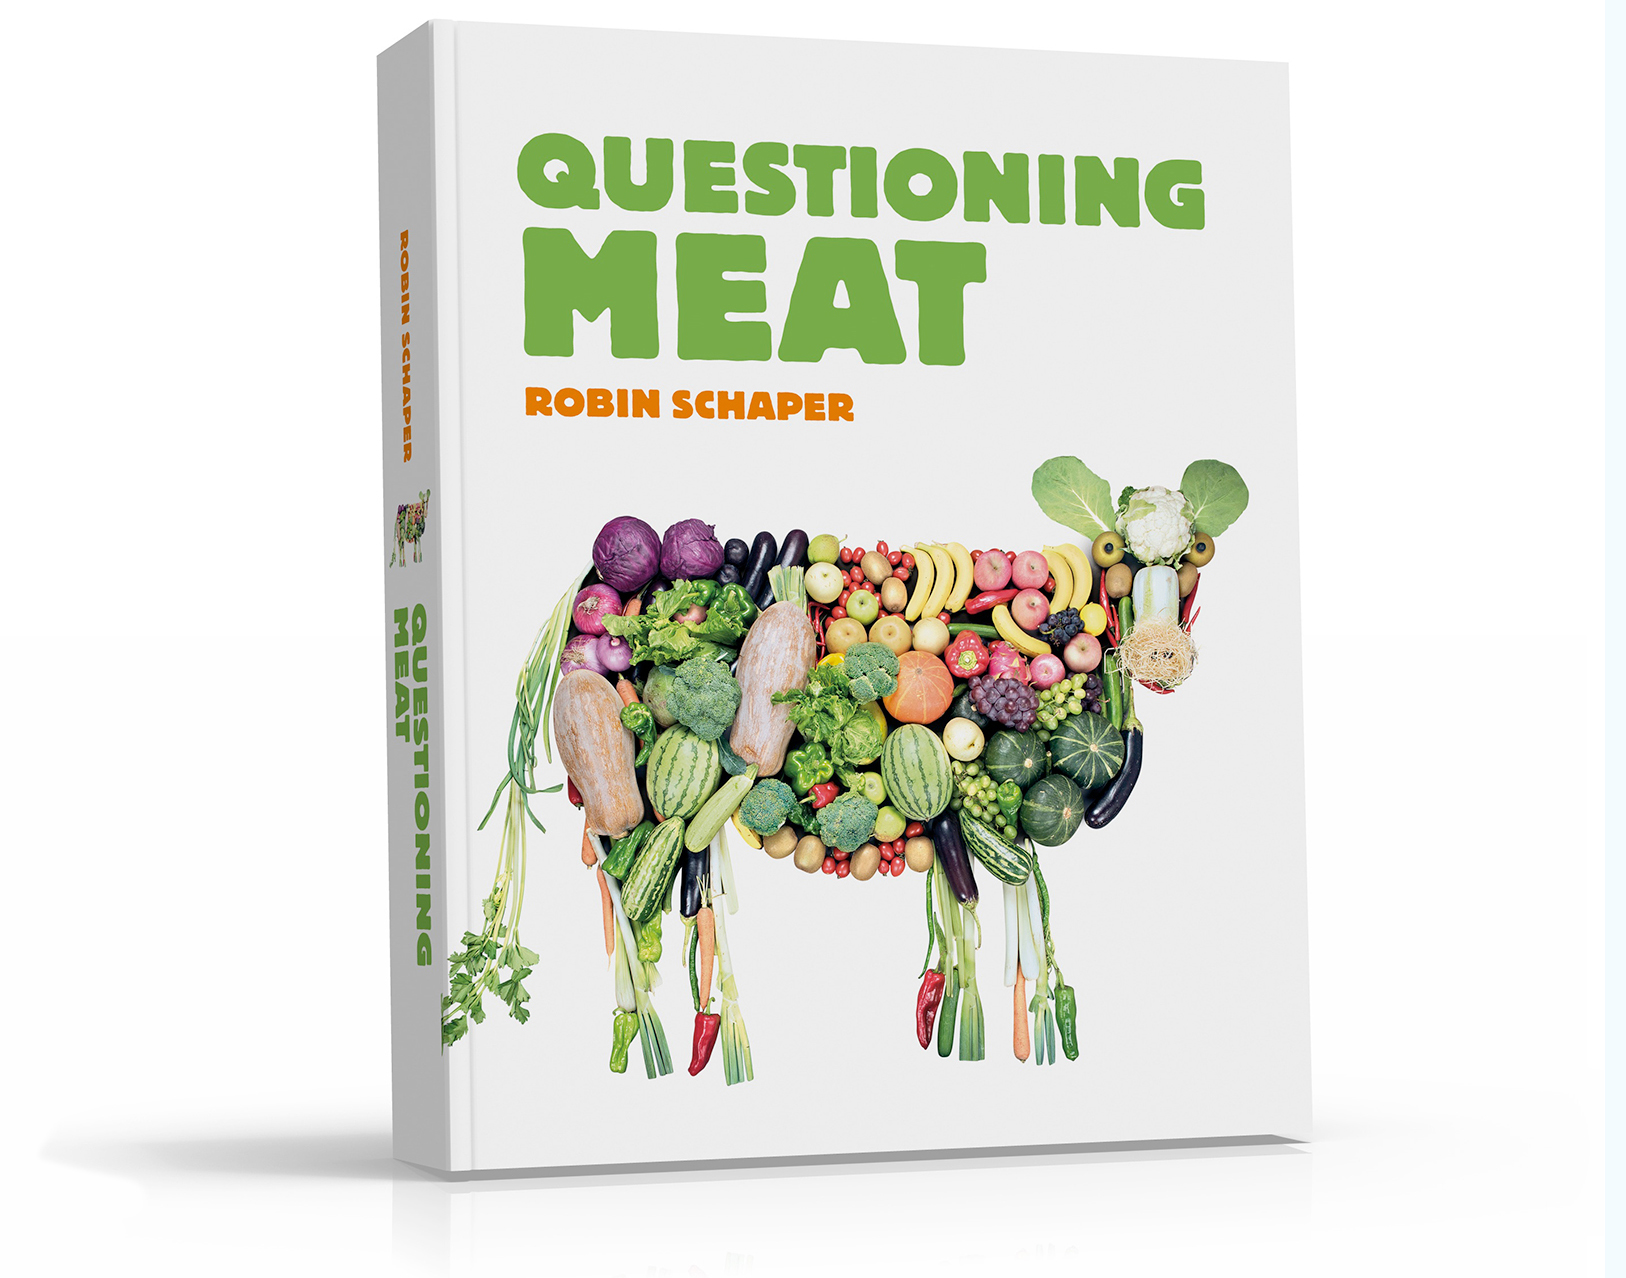 QUESTIONING
MEAT
ROBIN SCHAPER
ROBIN SCHAPER
QUESTIONING
MEAT